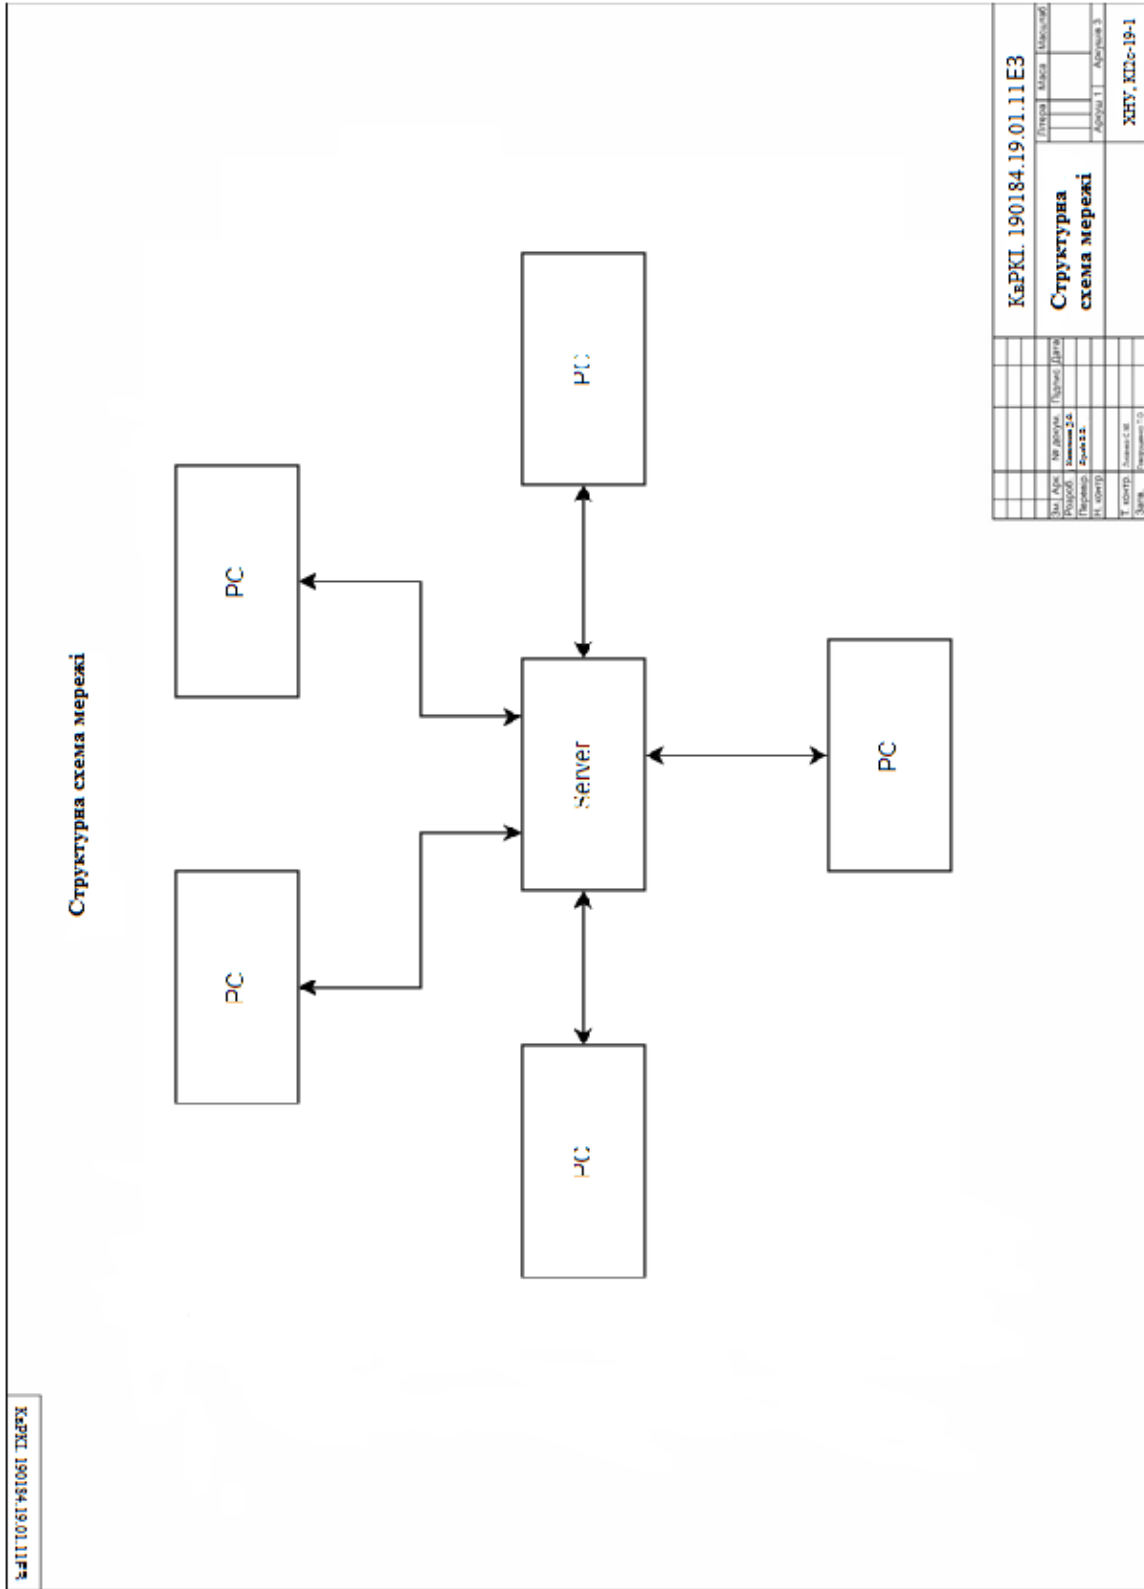 КвРКІ. 190184.19.01.11ЕЗ
Структурна схема мережі
PC
PC
PC
Server
PC
PC
КвРКІ. 190184.19.01.11ЕЗ
Зм. Арк № докум. Підпис Дата
Розроб.
Перевір.
Н. контр.
Т. контр.
Затв.
Структурна
схема мережі
Літера Маса Масштаб
Аркуш 1 Аркушів 3
ХНУ, КІ2с-19-1